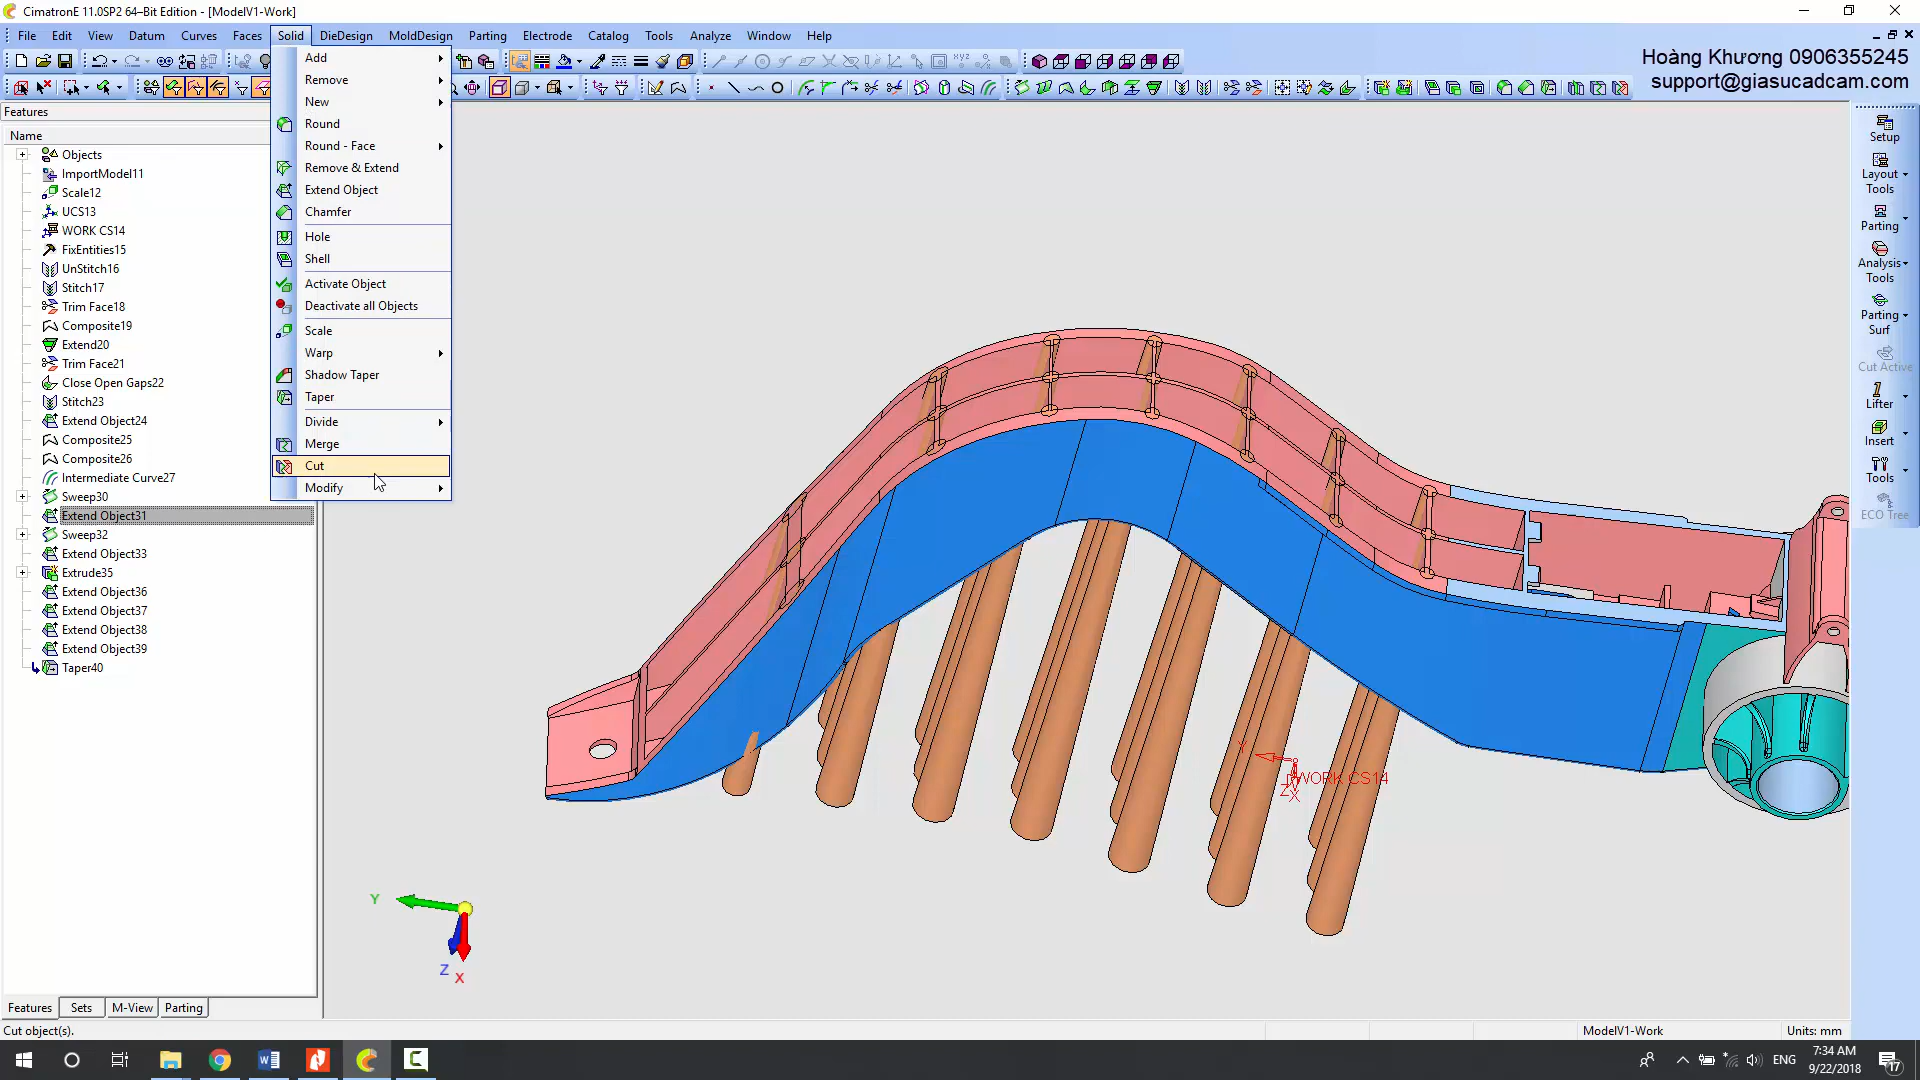 CimatronE 11.0SP2 64–Bit Edition - [ModelV1-Work]
File Edit View Datum Curves Faces Solid DieDesign MoldDesign Parting Electrode Catalog Tools Analyze Window Help
Hoàng Khương 0906355245
support@giasucadcam.com
Features
Name
Objects
ImportModel11
Scale12
UCS13
WORK CS14
FixEntities15
UnStitch16
Stitch17
Trim Face18
Composite19
Extend20
Trim Face21
Close Open Gaps22
Stitch23
Extend Object24
Composite25
Composite26
Intermediate Curve27
Sweep30
Extend Object31
Sweep32
Extend Object33
Extrude35
Extend Object36
Extend Object37
Extend Object38
Extend Object39
Taper40
Add
Remove
New
Round
Round - Face
Remove & Extend
Extend Object
Chamfer
Hole
Shell
Activate Object
Deactivate all Objects
Scale
Warp
Shadow Taper
Taper
Divide
Merge
Cut
Modify
Setup
Layout
Tools
Parting
Analysis
Tools
Parting
Surf
Cut Active
Lifter
Insert
Tools
ECO Tree
Y
WORK CS14
Z
X
Y
Z
X
Features Sets M-View Parting
Cut object(s).
ModelV1-Work
Units: mm
ENG
7:34 AM
9/22/2018
17